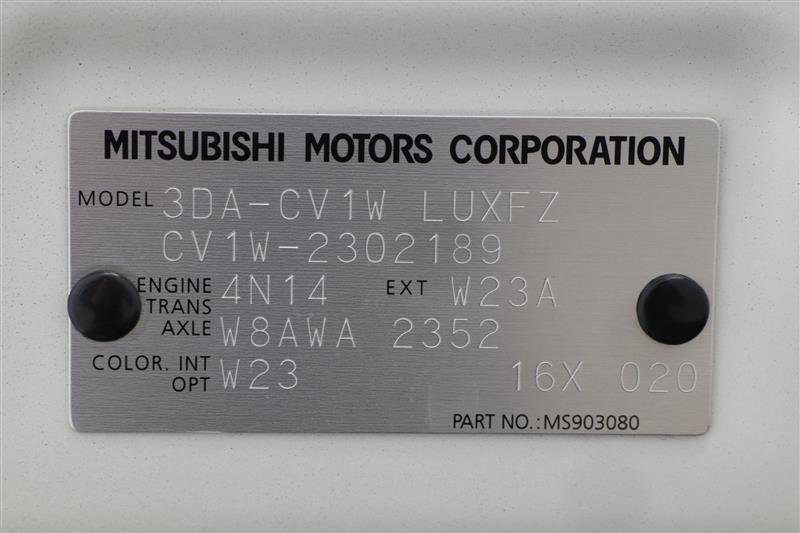 MITSUBISHI MOTORS CORPORATION
MODEL 3DA-CV1W LUXFZ
CV1W-2302189
ENGINE 4N14 EXT W23A
TRANS
AXLE W8AWA 2352
COLOR. INT W23 16X 020
OPT
PART NO.:MS903080